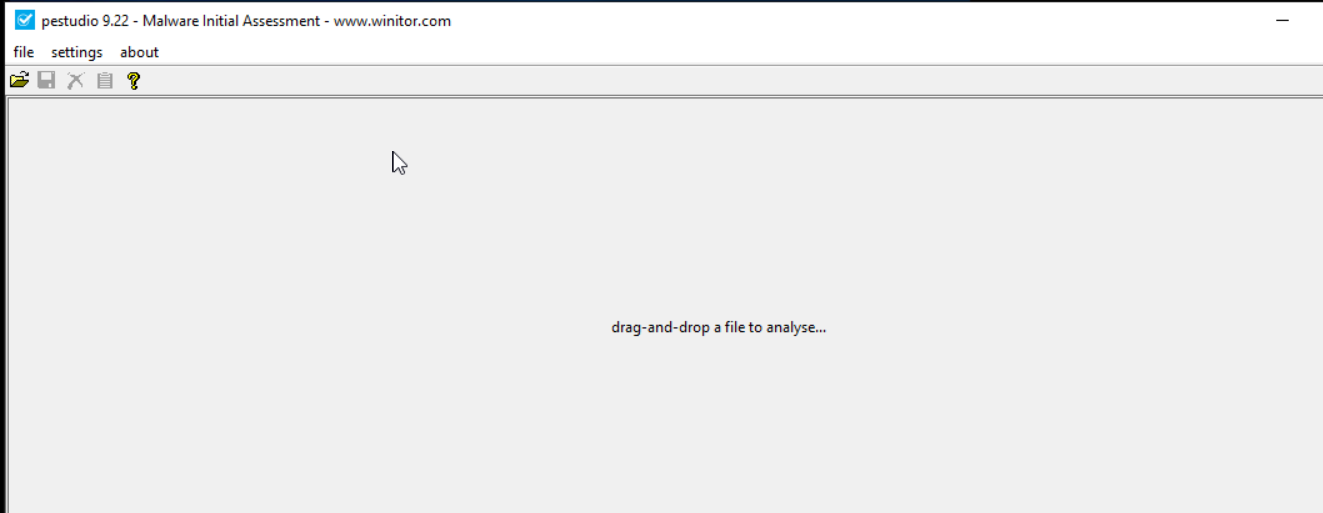 pestudio 9.22 - Malware Initial Assessment - www.winitor.com
file settings about
drag-and-drop a file to analyse...